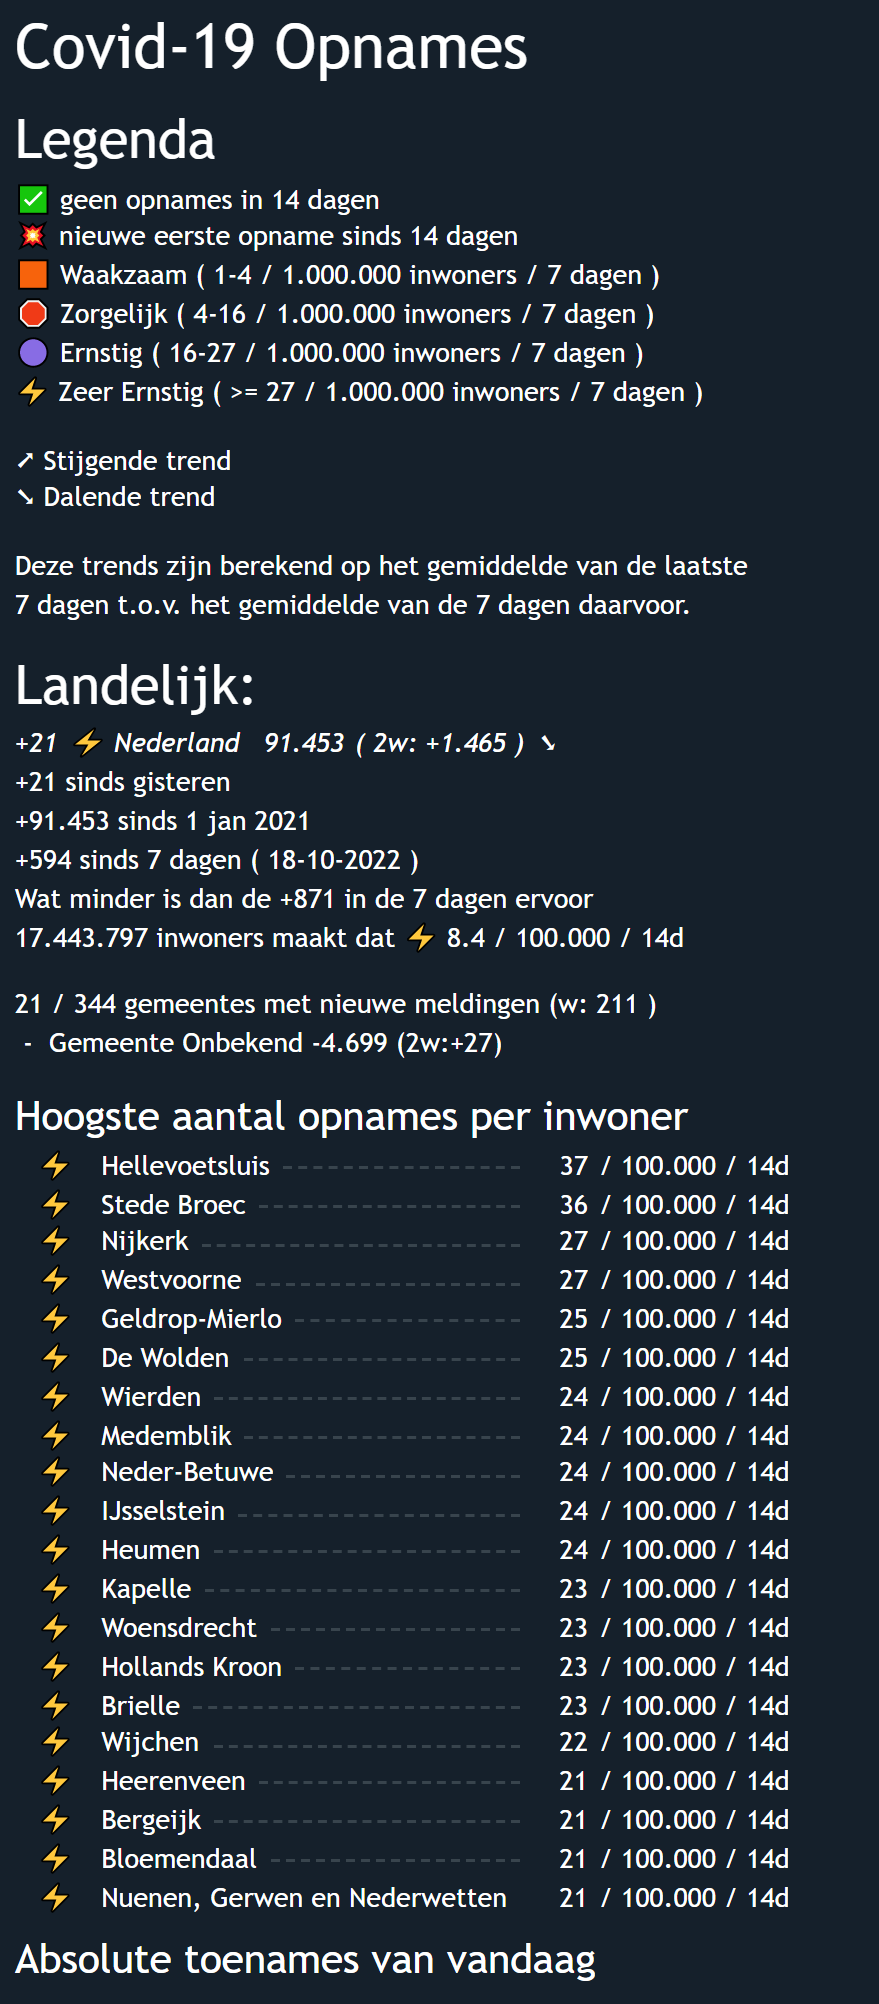 Covid-19 Opnames
Legenda
✅ geen opnames in 14 dagen
💥 nieuwe eerste opname sinds 14 dagen
🟧 Waakzaam ( 1-4 / 1.000.000 inwoners / 7 dagen )
🛑 Zorgelijk ( 4-16 / 1.000.000 inwoners / 7 dagen )
🟣 Ernstig ( 16-27 / 1.000.000 inwoners / 7 dagen )
⚡ Zeer Ernstig ( >= 27 / 1.000.000 inwoners / 7 dagen )
➚ Stijgende trend
➘ Dalende trend
Deze trends zijn berekend op het gemiddelde van de laatste
7 dagen t.o.v. het gemiddelde van de 7 dagen daarvoor.
Landelijk:
+21 ⚡ Nederland 91.453 ( 2w: +1.465 ) ➘
+21 sinds gisteren
+91.453 sinds 1 jan 2021
+594 sinds 7 dagen ( 18-10-2022 )
Wat minder is dan de +871 in de 7 dagen ervoor
17.443.797 inwoners maakt dat ⚡ 8.4 / 100.000 / 14d
21 / 344 gemeentes met nieuwe meldingen (w: 211 )
- Gemeente Onbekend -4.699 (2w:+27)
Hoogste aantal opnames per inwoner
⚡ Hellevoetsluis 37 / 100.000 / 14d
⚡ Stede Broec 36 / 100.000 / 14d
⚡ Nijkerk 27 / 100.000 / 14d
⚡ Westvoorne 27 / 100.000 / 14d
⚡ Geldrop-Mierlo 25 / 100.000 / 14d
⚡ De Wolden 25 / 100.000 / 14d
⚡ Wierden 24 / 100.000 / 14d
⚡ Medemblik 24 / 100.000 / 14d
⚡ Neder-Betuwe 24 / 100.000 / 14d
⚡ IJsselstein 24 / 100.000 / 14d
⚡ Heumen 24 / 100.000 / 14d
⚡ Kapelle 23 / 100.000 / 14d
⚡ Woensdrecht 23 / 100.000 / 14d
⚡ Hollands Kroon 23 / 100.000 / 14d
⚡ Brielle 23 / 100.000 / 14d
⚡ Wijchen 22 / 100.000 / 14d
⚡ Heerenveen 21 / 100.000 / 14d
⚡ Bergeijk 21 / 100.000 / 14d
⚡ Bloemendaal 21 / 100.000 / 14d
⚡ Nuenen, Gerwen en Nederwetten 21 / 100.000 / 14d
Absolute toenames van vandaag